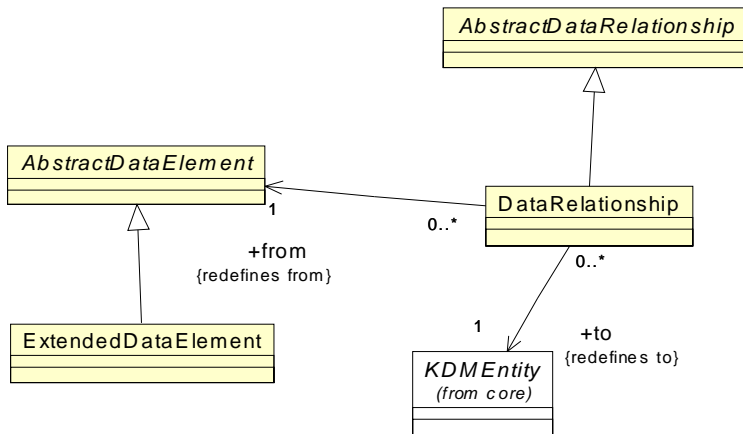 AbstractDataRelationship
AbstractDataElement
DataRelationship
1
0..*
+from
{redefines from}
0..*
ExtendedDataElement
1
+to
{redefines to}
KDMEntity
(from core)